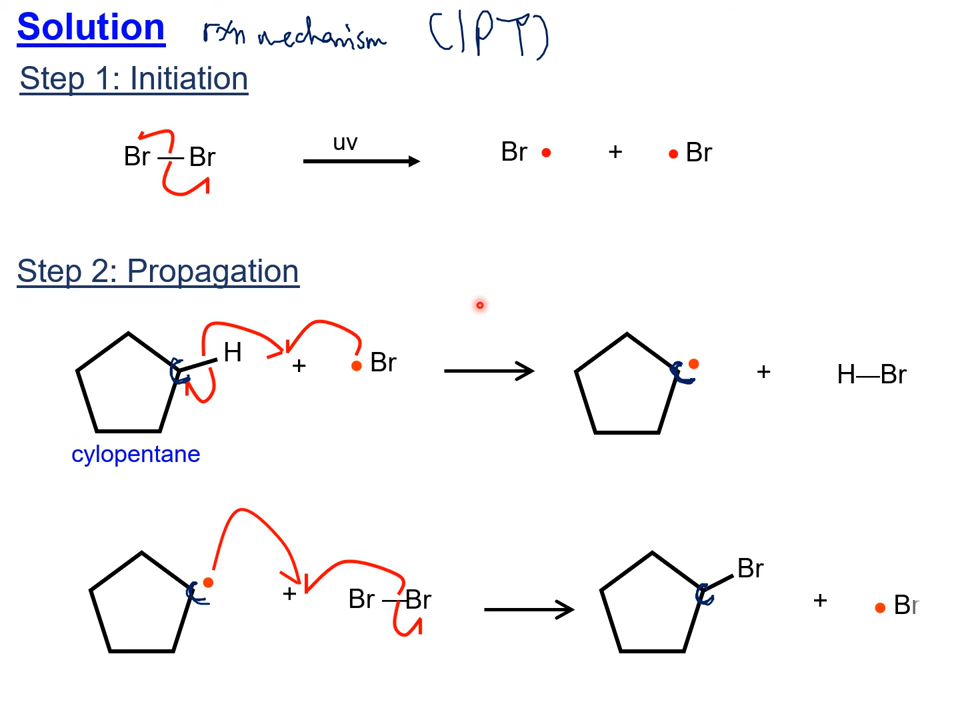 Solution rxn mechanism (IPT)
Step 1: Initiation
uv
Br — Br Br • + • Br
Step 2: Propagation
H + • Br • + H—Br
cylopentane
• + Br —Br Br + • Br